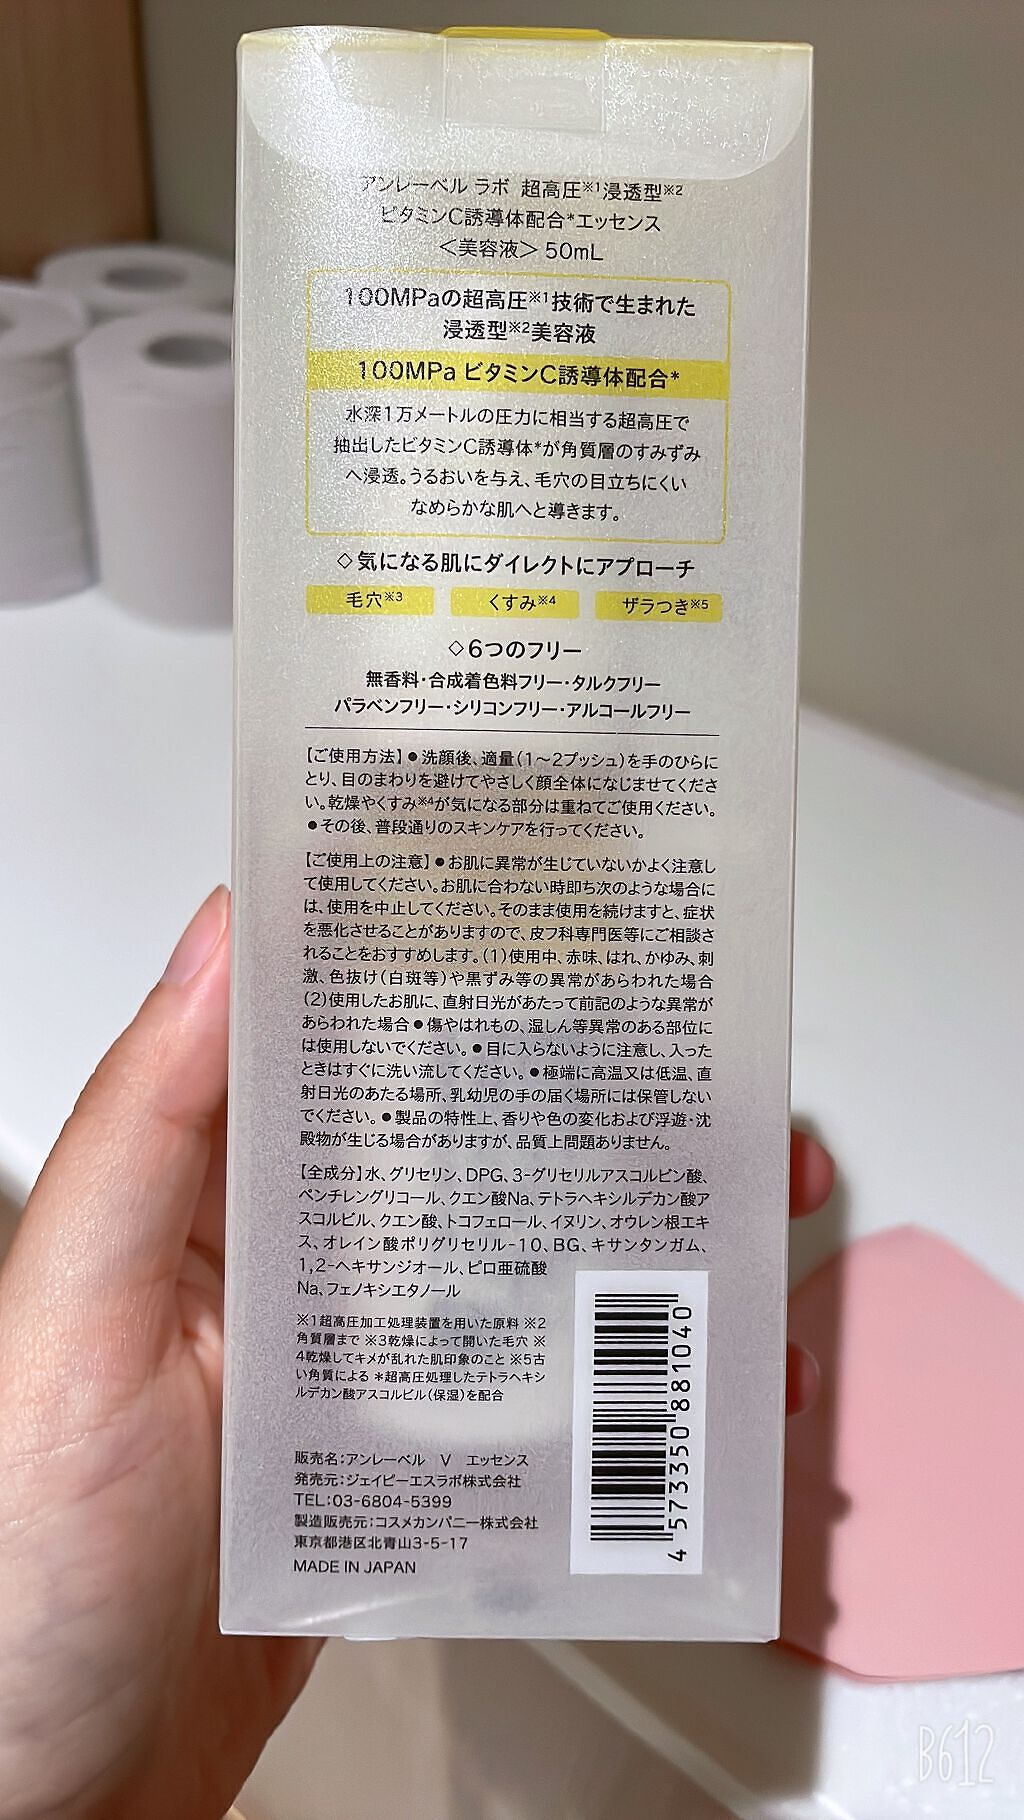 アンレーベル ラボ 超高圧※1浸透型※2
ビタミンC誘導体配合*エッセンス
＜美容液＞50mL
100MPaの超高圧※1技術で生まれた
浸透型※2美容液
100MPa ビタミンC誘導体配合*
水深1万メートルの圧力に相当する超高圧で
抽出したビタミンC誘導体*が角質層のすみずみ
へ浸透。うるおいを与え、毛穴の目立ちにくい
なめらかな肌へと導きます。
◇気になる肌にダイレクトにアプローチ
毛穴※3 くすみ※4 ザラつき※5
◇6つのフリー
無香料・合成着色料フリー・タルクフリー
パラベンフリー・シリコンフリー・アルコールフリー
【ご使用方法】●洗顔後、適量(1～2プッシュ)を手のひらに
とり、目のまわりを避けてやさしく顔全体になじませてくださ
い。乾燥やくすみ※4が気になる部分は重ねてご使用ください。
●その後、普段通りのスキンケアを行ってください。
【ご使用上の注意】●お肌に異常が生じていないかよく注意し
て使用してください。お肌に合わない時即ち次のような場合に
は、使用を中止してください。そのまま使用を続けますと、症状
を悪化させることがありますので、皮フ科専門医等にご相談さ
れることをおすすめします。(1)使用中、赤味、はれ、かゆみ、刺
激、色抜け(白斑等)や黒ずみ等の異常があらわれた場合
(2)使用したお肌に、直射日光があたって前記のような異常が
あらわれた場合●傷やはれもの、湿しん等異常のある部位に
は使用しないでください。●目に入らないように注意し、入った
ときはすぐに洗い流してください。●極端に高温又は低温、直
射日光のあたる場所、乳幼児の手の届く場所には保管しない
でください。●製品の特性上、香りや色の変化および浮遊・沈
殿物が生じる場合がありますが、品質上問題ありません。
【全成分】水、グリセリン、DPG、3-グリセリルアスコルビン酸、
ペンチレングリコール、クエン酸Na、テトラヘキシルデカン酸ア
スコルビル、クエン酸、トコフェロール、イヌリン、オウレン根エキ
ス、オレイン酸ポリグリセリル-10、BG、キサンタンガム、
1,2-ヘキサンジオール、ピロ亜硫酸
Na、フェノキシエタノール
※1超高圧加工処理装置を用いた原料 ※2
角質層まで ※3乾燥によって開いた毛穴 ※
4乾燥してキメが乱れた肌印象のこと ※5古
い角質による *超高圧処理したテトラヘキシ
ルデカン酸アスコルビル(保湿)を配合
販売名：アンレーベル V エッセンス
発売元：ジェイピーエスラボ株式会社
TEL：03-6804-5399
製造販売元：コスメカンパニー株式会社
東京都港区北青山3-5-17
MADE IN JAPAN
4 573350 881040
B612